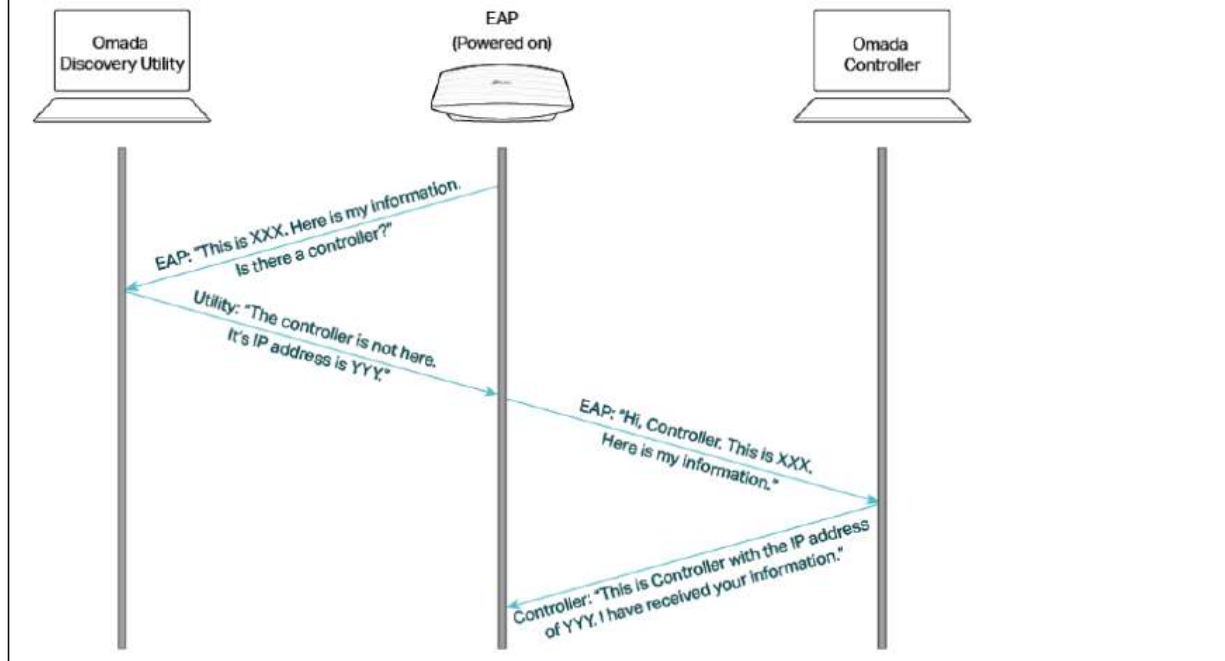 Omada
Discovery Utility
EAP
(Powered on)
Omada
Controller
EAP: "This is XXX. Here is my information.
Is there a controller?"
Utility: "The controller is not here.
It's IP address is YYY."
EAP: "Hi, Controller. This is XXX.
Here is my information."
Controller: "This is Controller with the IP address
of YYY. I have received your information."